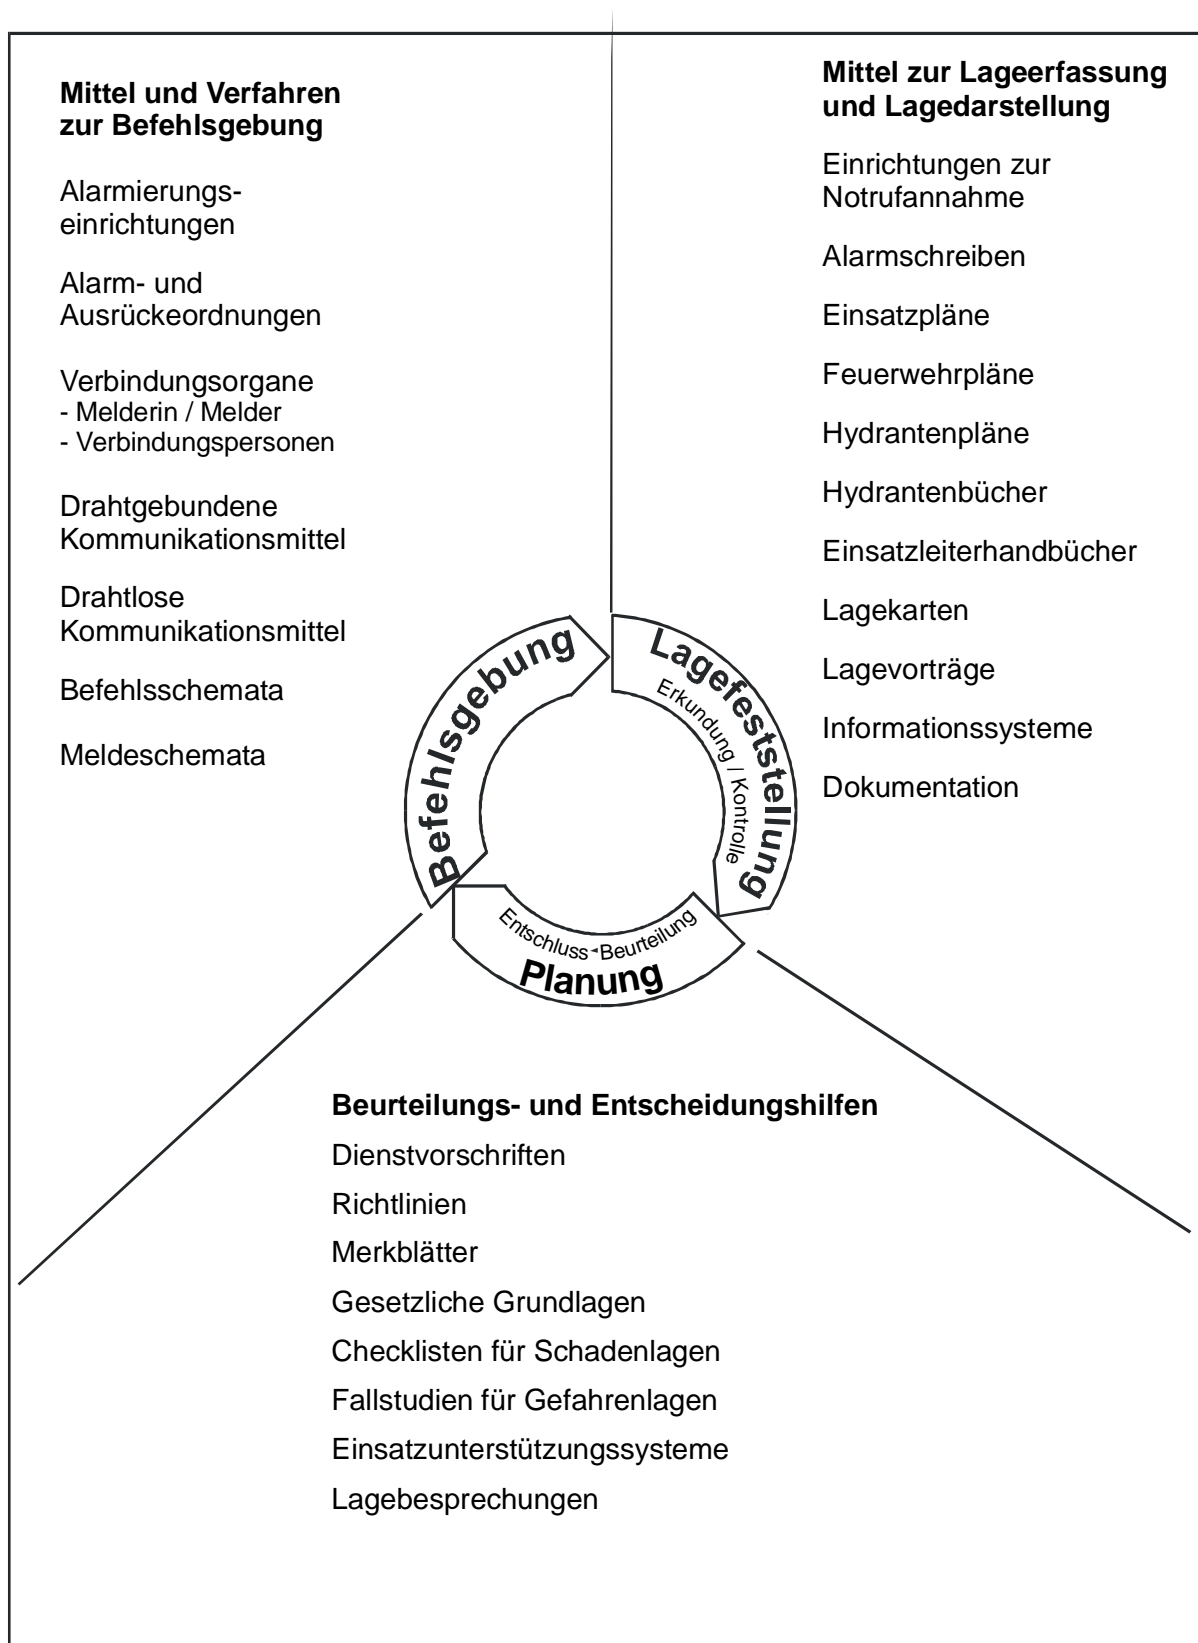 Mittel und Verfahren
zur Befehlsgebung
Alarmierungs-
einrichtungen
Alarm- und
Ausrückeordnungen
Verbindungsorgane
- Melderin / Melder
- Verbindungspersonen
Drahtgebundene
Kommunikationsmittel
Drahtlose
Kommunikationsmittel
Befehlsschemata
Meldeschemata
Mittel zur Lageerfassung
und Lagedarstellung
Einrichtungen zur
Notrufannahme
Alarmschreiben
Einsatzpläne
Feuerwehrpläne
Hydrantenpläne
Hydrantenbücher
Einsatzleiterhandbücher
Lagekarten
Lagevorträge
Informationssysteme
Dokumentation
Befehlsgebung
Lagefeststellung
Erkundung / Kontrolle
Entschluss Beurteilung
Planung
Beurteilungs- und Entscheidungshilfen
Dienstvorschriften
Richtlinien
Merkblätter
Gesetzliche Grundlagen
Checklisten für Schadenlagen
Fallstudien für Gefahrenlagen
Einsatzunterstützungssysteme
Lagebesprechungen